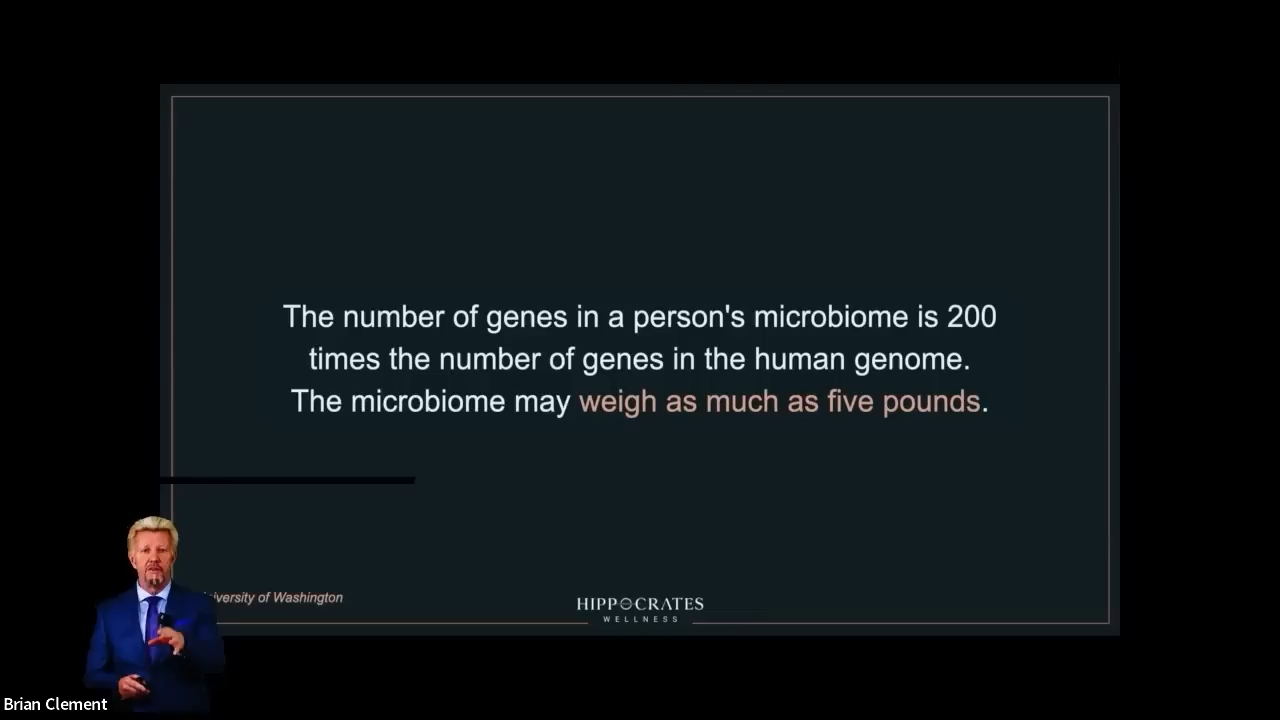 The number of genes in a person's microbiome is 200
times the number of genes in the human genome.
The microbiome may weigh as much as five pounds.
of Washington
HIPPOCRATES
WELLNESS
Brian Clement